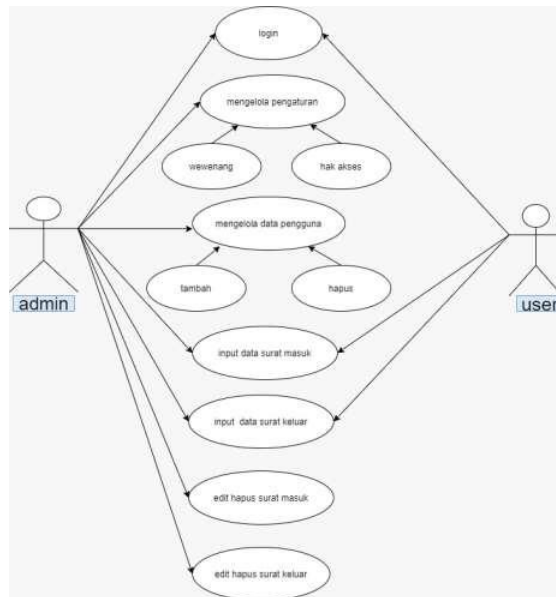 login
mengelola pengaturan
wewenang
hak akses
mengelola data pengguna
tambah
hapus
admin
user
input data surat masuk
input data surat keluar
edit hapus surat masuk
edit hapus surat keluar